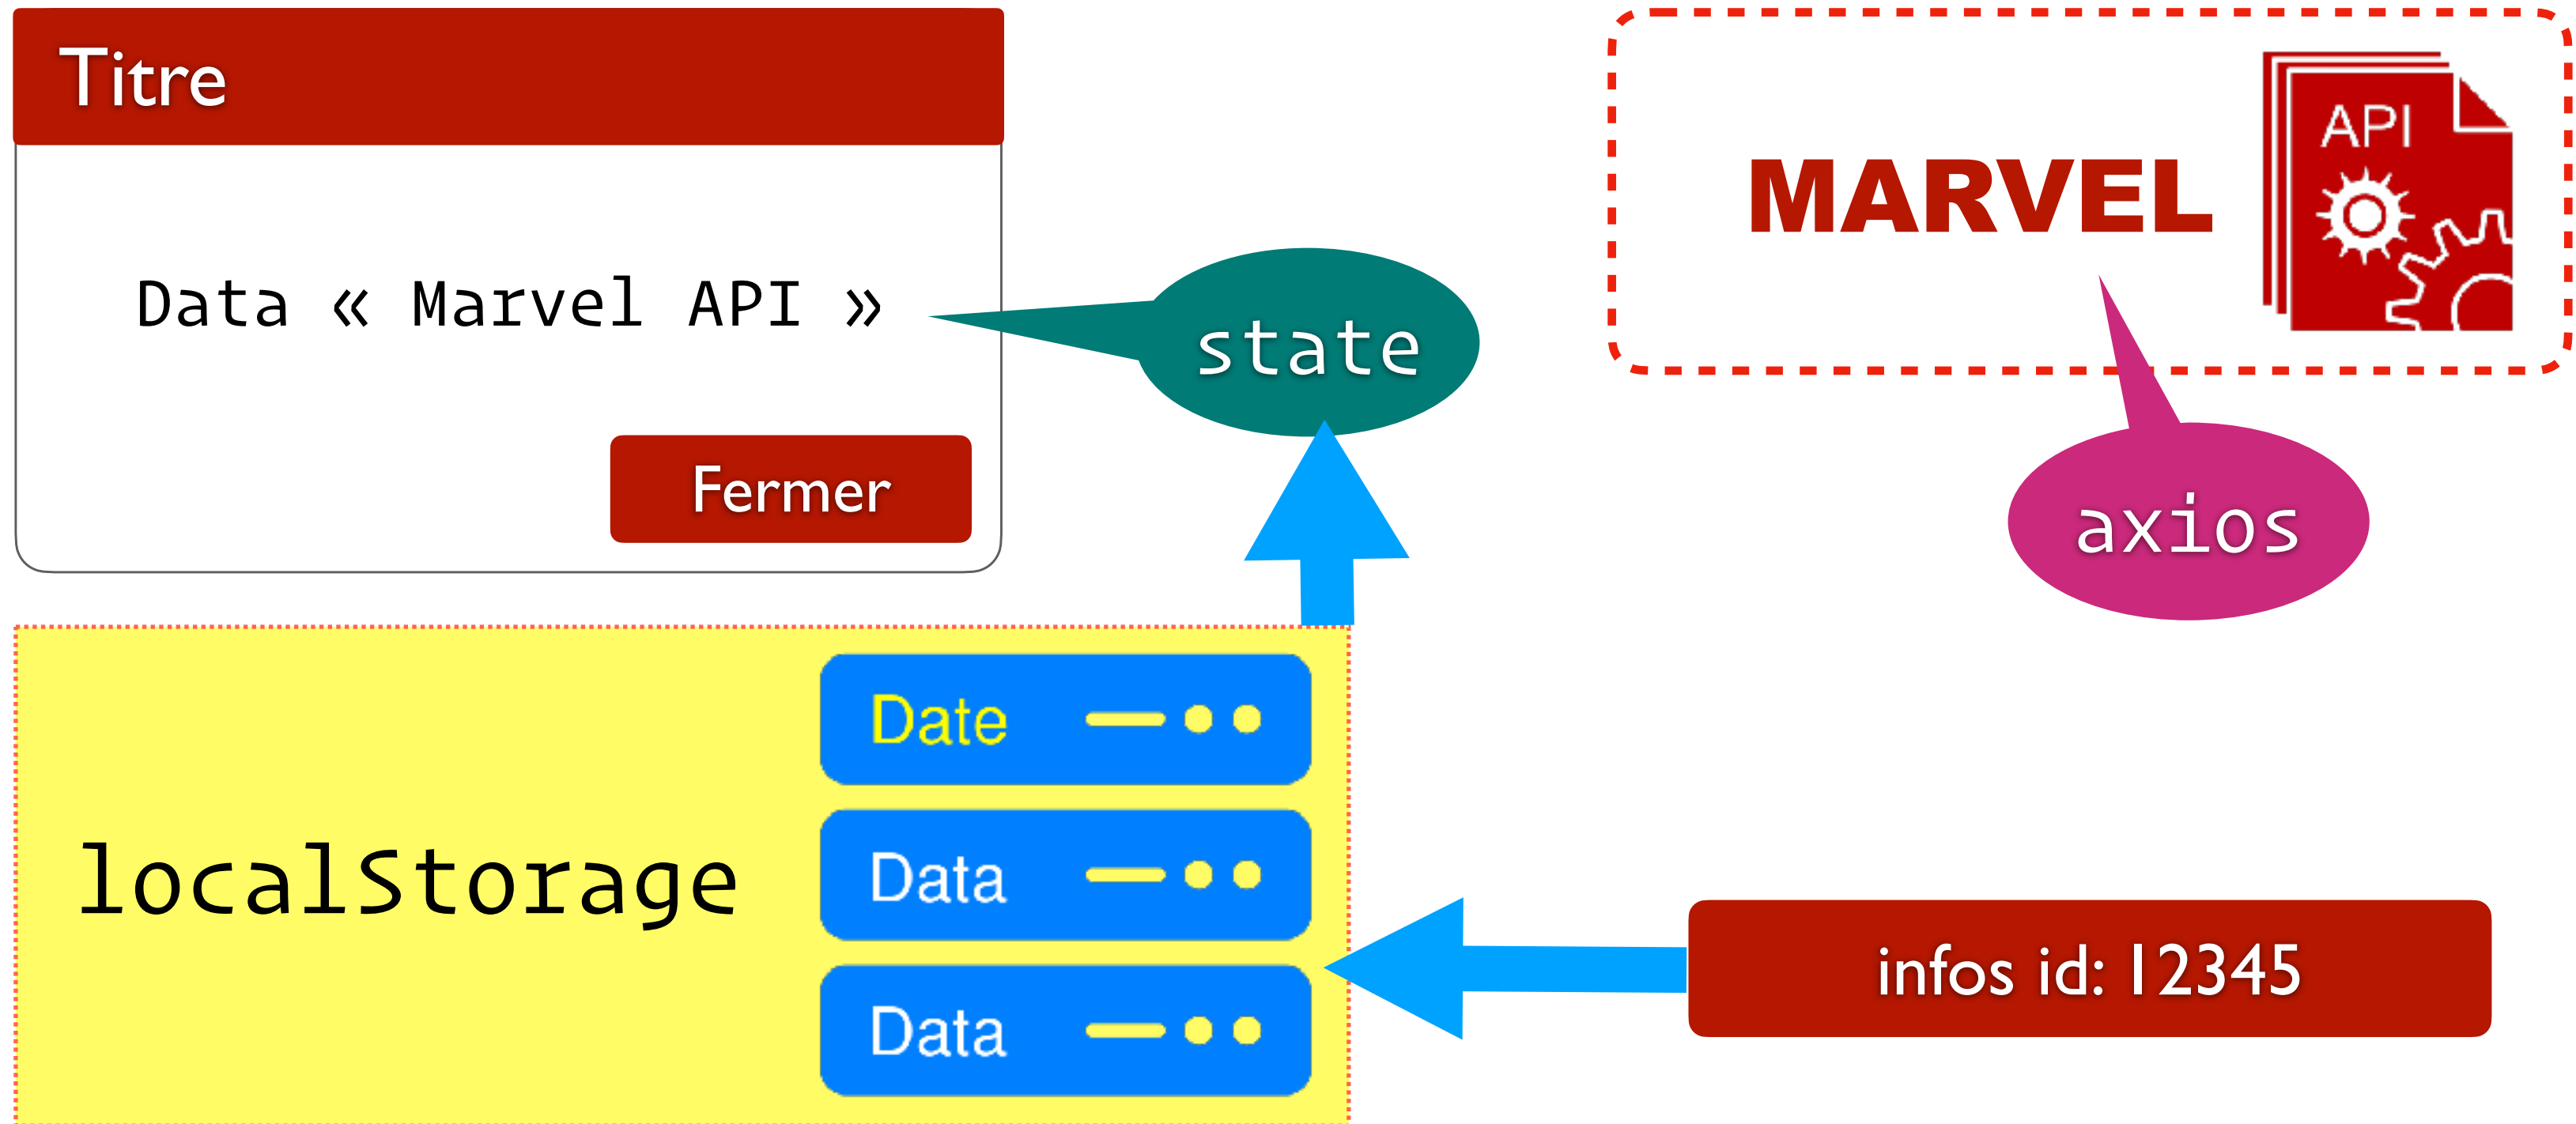 Titre
Data « Marvel API »
Fermer
state
MARVEL
API
axios
localStorage
Date
Data
Data
infos id: 12345